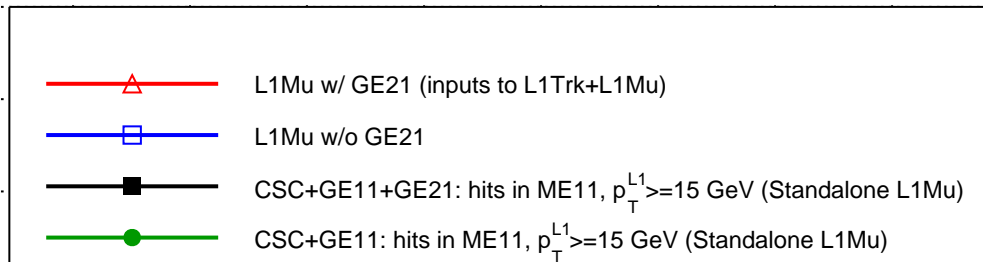 L1Mu w/ GE21 (inputs to L1Trk+L1Mu)
L1Mu w/o GE21
CSC+GE11+GE21: hits in ME11, p_T^L1>=15 GeV (Standalone L1Mu)
CSC+GE11: hits in ME11, p_T^L1>=15 GeV (Standalone L1Mu)